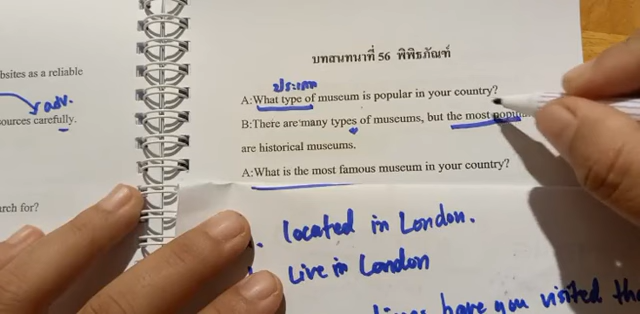 bsites as a reliable
adv.
ources carefully.
arch for?
บทสนทนาที่ 56 พิพิธภัณฑ์
ประเภท
A:What type of museum is popular in your country?
B:There are many types of museums, but the most
are historical museums.
A:What is the most famous museum in your country?
located in London.
Live in London
have you visited